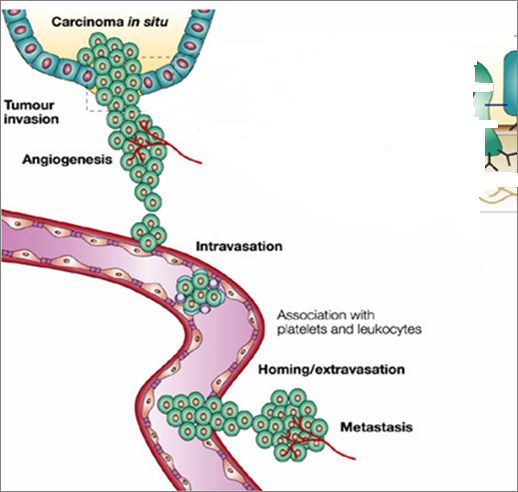 Carcinoma in situ
Tumour
invasion
Angiogenesis
Intravasation
Association with
platelets and leukocytes
Homing/extravasation
Metastasis